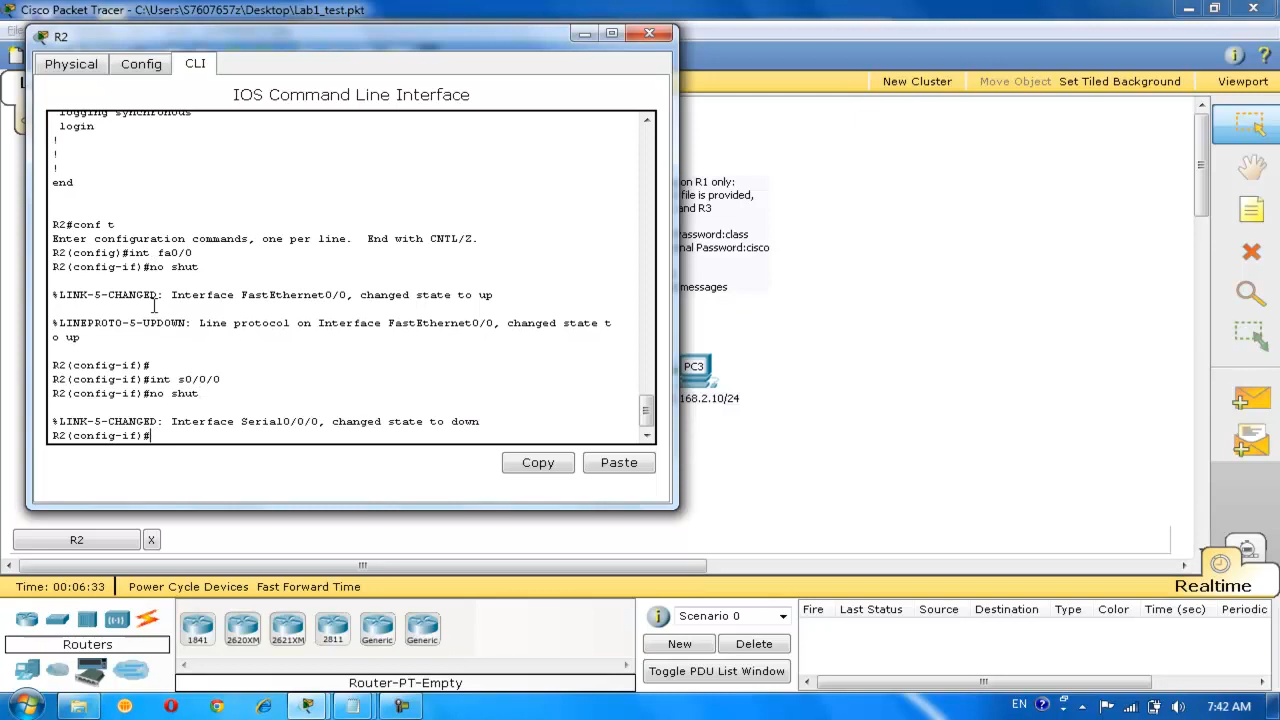 Cisco Packet Tracer - C:\Users\S7607657z\Desktop\Lab1_test.pkt
R2
Physical
Config
CLI
New Cluster
Move Object
Set Tiled Background
Viewport
IOS Command Line Interface
logging synchronous
login
!
!
!
end
R2#conf t
Enter configuration commands, one per line.  End with CNTL/Z.
R2(config)#int fa0/0
R2(config-if)#no shut
%LINK-5-CHANGED: Interface FastEthernet0/0, changed state to up
%LINEPROTO-5-UPDOWN: Line protocol on Interface FastEthernet0/0, changed state t
o up
R2(config-if)#
R2(config-if)#int s0/0/0
R2(config-if)#no shut
%LINK-5-CHANGED: Interface Serial0/0/0, changed state to down
R2(config-if)#
Copy
Paste
on R1 only:
file is provided,
and R3
assword:class
nal Password:cisco
messages
PC3
168.2.10/24
R2
X
Time: 00:06:33
Power Cycle Devices
Fast Forward Time
Realtime
Routers
1841
2620XM
2621XM
2811
Generic
Generic
Router-PT-Empty
Scenario 0
New
Delete
Toggle PDU List Window
Fire
Last Status
Source
Destination
Type
Color
Time (sec)
Periodic
EN
7:42 AM